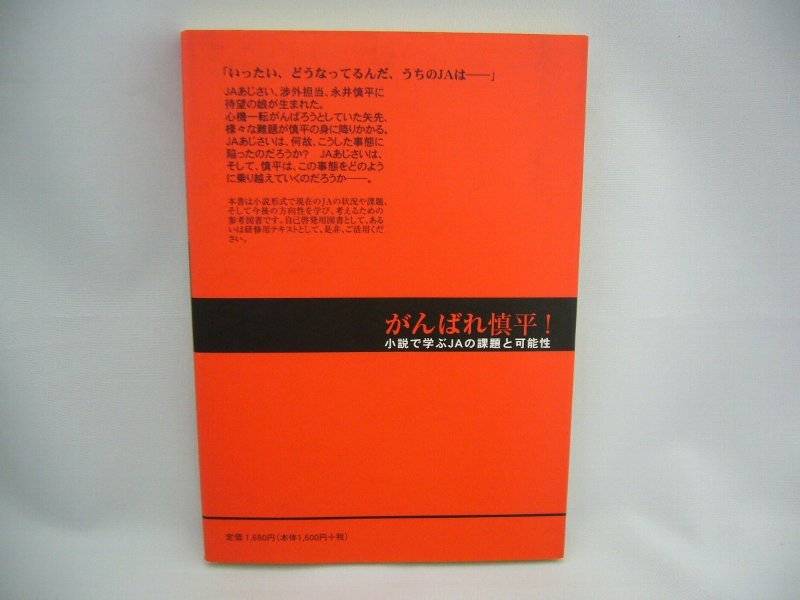 「いったい、どうなってるんだ、うちのJAは――」
JAあじさい、渉外担当、永井慎平に
待望の娘が生まれた。
心機一転がんばろうとしていた矢先、
様々な難題が慎平の身に降りかかる。
JAあじさいは、何故、こうした事態に
陥ったのだろうか？　JAあじさいは、
そして、慎平は、この事態をどのよう
に乗り越えていくのだろうか――。
本書は小説形式で現在のJAの状況や課題、
そして今後の方向性を学び、考えるための
参考図書です。自己啓発用図書として、ある
いは研修用テキストとして、是非、ご活用くだ
さい。
がんばれ慎平！
小説で学ぶJAの課題と可能性
定価 1,680円（本体1,600円＋税）